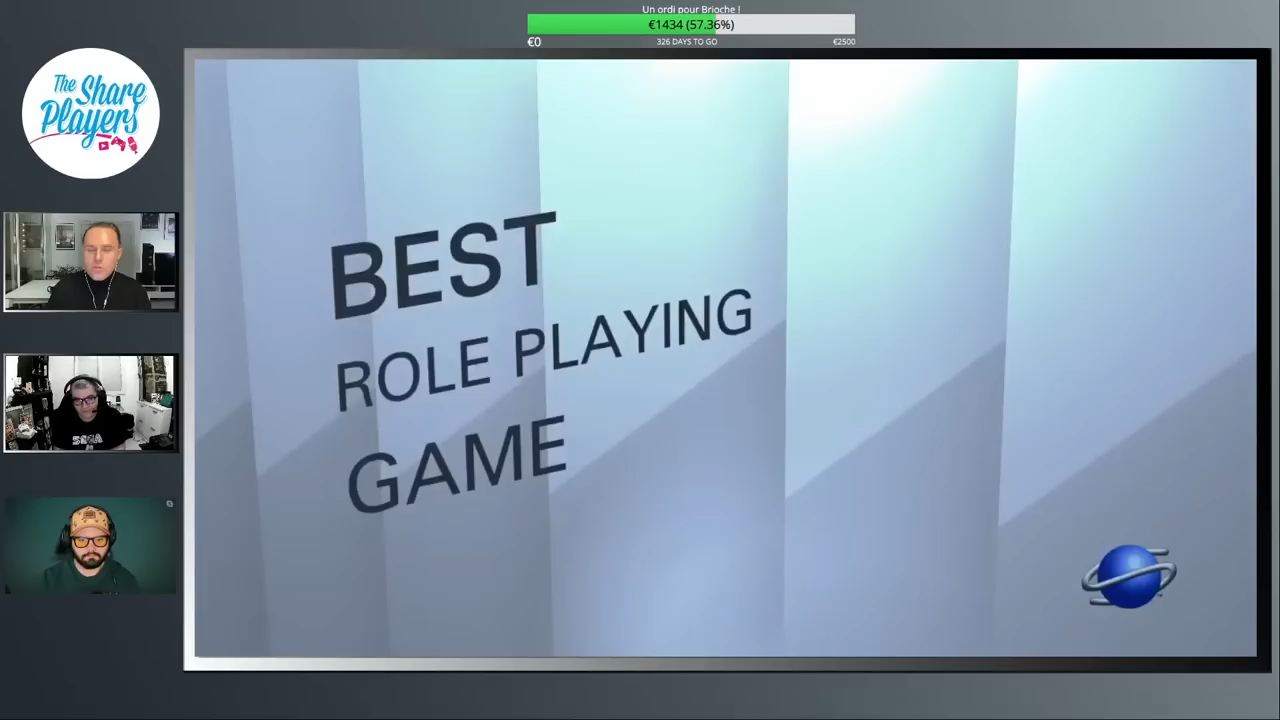 Un ordi pour Brioche !
€1434 (57.36%)
€0
326 DAYS TO GO
€2500
The
Share
Players
BEST
ROLE PLAYING
GAME
SEGA